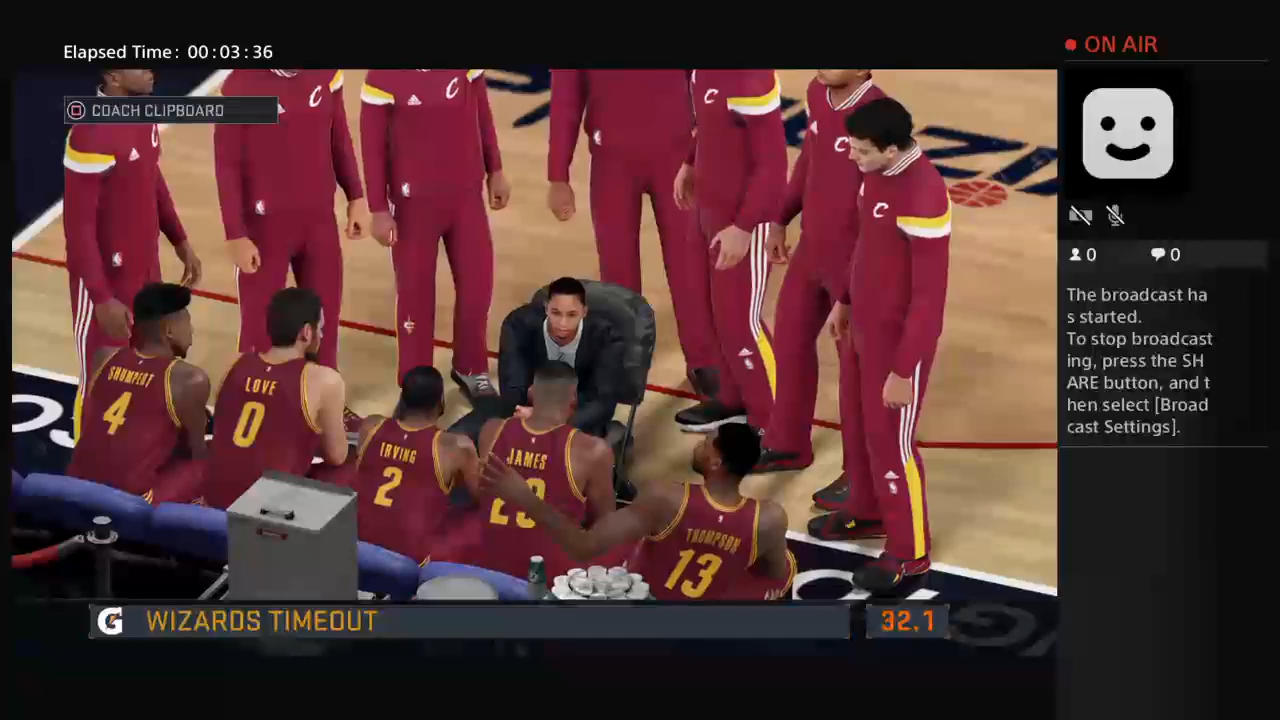 Elapsed Time: 00:03:36
ON AIR
COACH CLIPBOARD
0 0
The broadcast ha
s started.
To stop broadcast
ing, press the SH
ARE button, and t
hen select [Broad
cast Settings].
SHUMPERT
4
LOVE
0
IRVING
2
JAMES
23
THOMPSON
13
G WIZARDS TIMEOUT 32.1